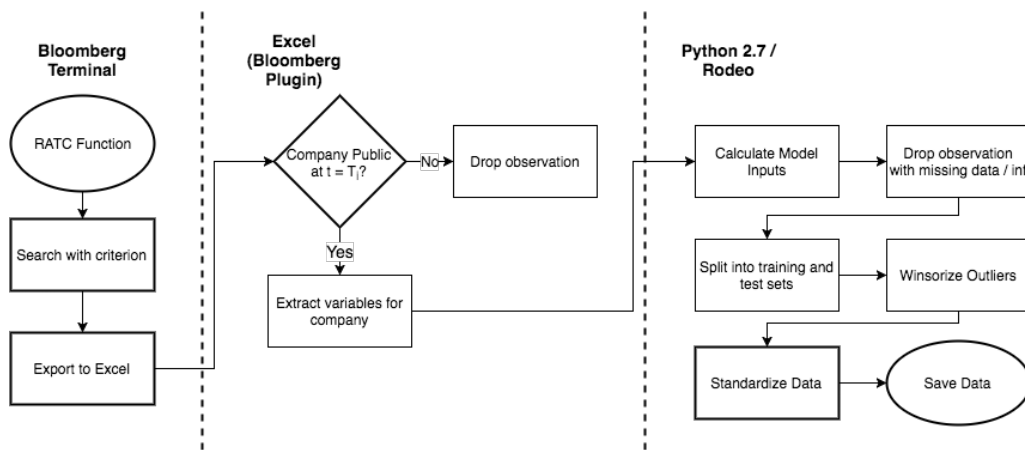 Bloomberg
Terminal
RATC Function
Search with criterion
Export to Excel
Excel
(Bloomberg
Plugin)
Company Public
at t = Tᵢ?
No
Drop observation
Yes
Extract variables for
company
Python 2.7 /
Rodeo
Calculate Model
Inputs
Drop observation
with missing data / inf
Split into training and
test sets
Winsorize Outliers
Standardize Data
Save Data